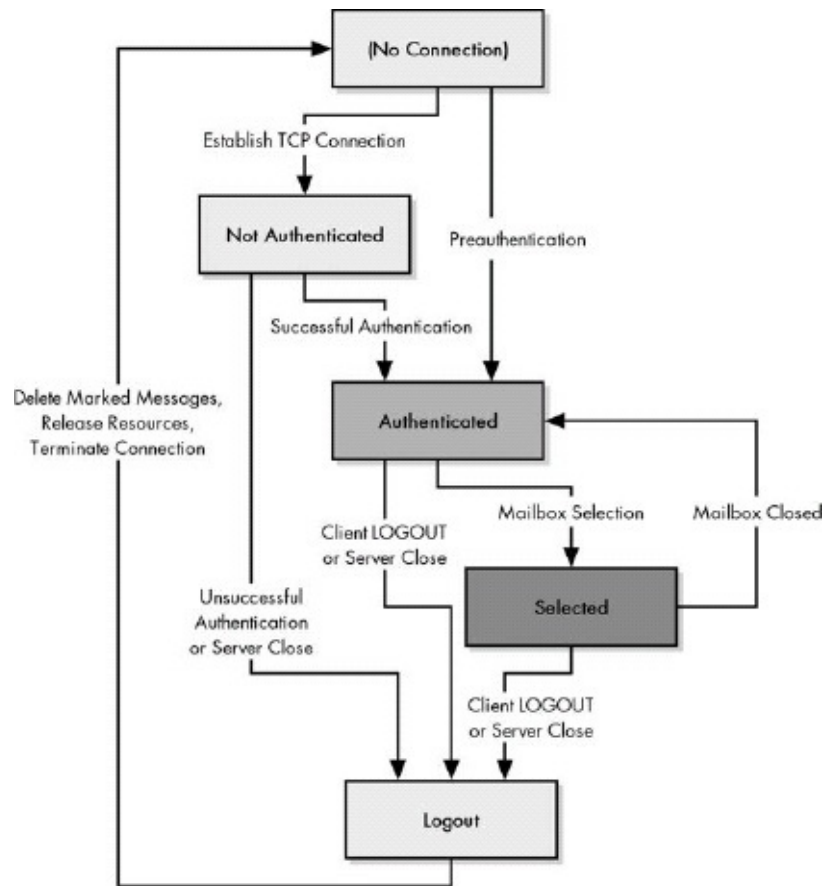 (No Connection)
Establish TCP Connection
Not Authenticated
Preauthentication
Successful Authentication
Delete Marked Messages,
Release Resources,
Terminate Connection
Authenticated
Client LOGOUT
or Server Close
Mailbox Selection
Mailbox Closed
Unsuccessful
Authentication
or Server Close
Selected
Client LOGOUT
or Server Close
Logout